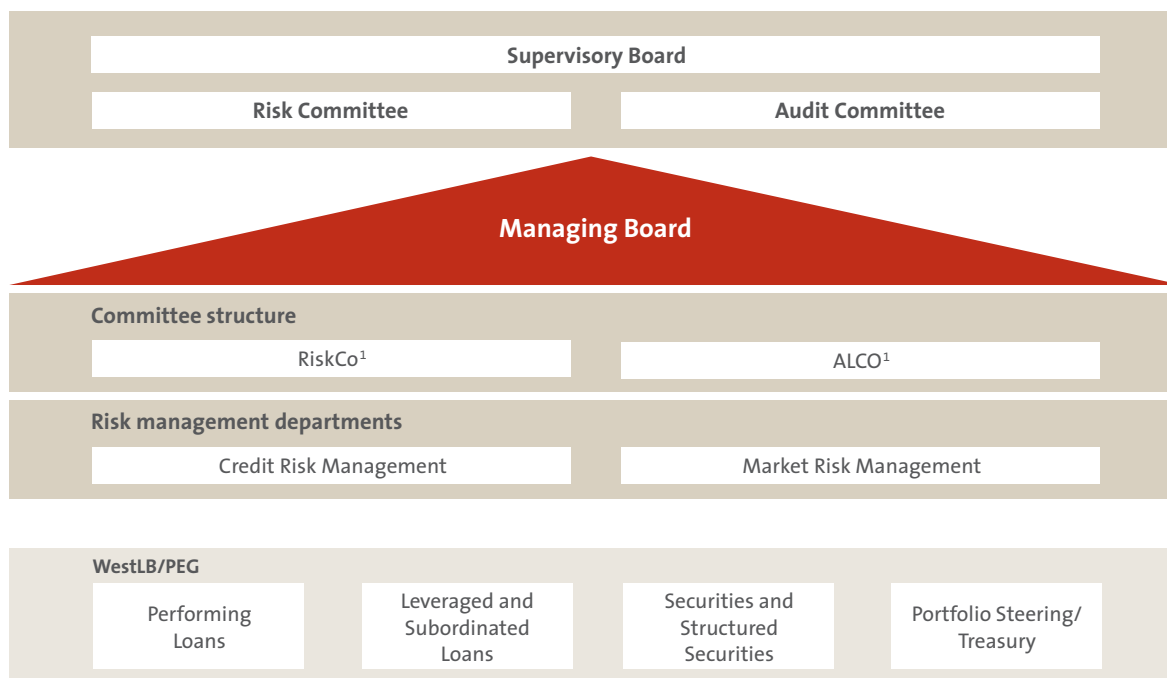 Supervisory Board
Risk Committee
Audit Committee
Managing Board
Committee structure
RiskCo¹
ALCO¹
Risk management departments
Credit Risk Management
Market Risk Management
WestLB/PEG
Performing
Loans
Leveraged and
Subordinated
Loans
Securities and
Structured
Securities
Portfolio Steering/
Treasury